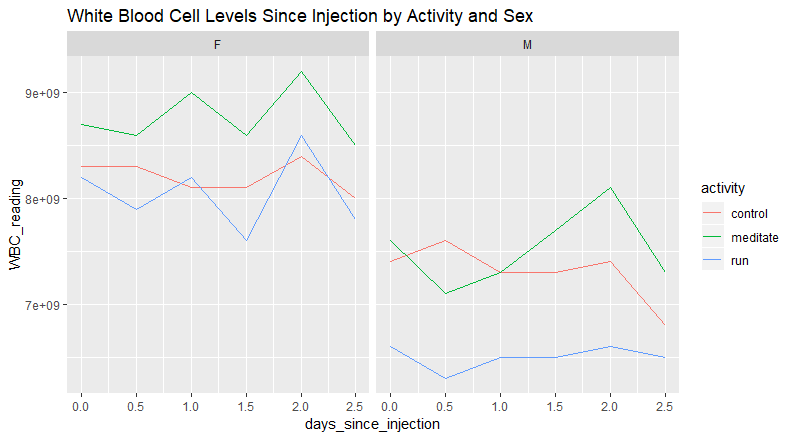 White Blood Cell Levels Since Injection by Activity and Sex
F
M
9e+09
8e+09
7e+09
WBC_reading
0.0 0.5 1.0 1.5 2.0 2.5
0.0 0.5 1.0 1.5 2.0 2.5
days_since_injection
activity
control
meditate
run